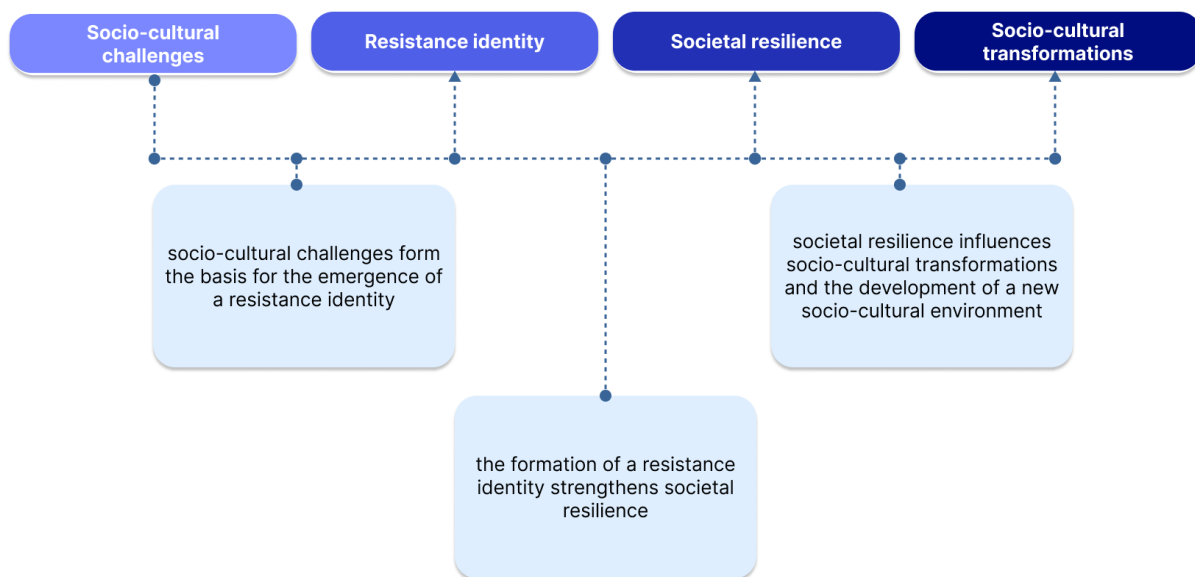 Socio-cultural
challenges
Resistance identity
Societal resilience
Socio-cultural
transformations
socio-cultural challenges form
the basis for the emergence of
a resistance identity
societal resilience influences
socio-cultural transformations
and the development of a new
socio-cultural environment
the formation of a resistance
identity strengthens societal
resilience